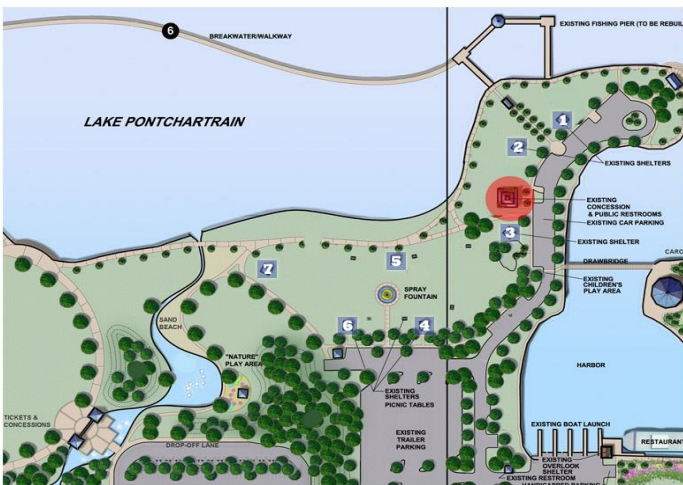 6
BREAKWATER/WALKWAY
EXISTING FISHING PIER (TO BE REBUIL
LAKE PONTCHARTRAIN
1
2
EXISTING SHELTERS
EXISTING
CONCESSION
& PUBLIC RESTROOMS
EXISTING CAR PARKING
3
EXISTING SHELTER
DRAWBRIDGE
CARO
EXISTING
CHILDREN'S
PLAY AREA
5
7
SPRAY
FOUNTAIN
SAND
BEACH
6
4
"NATURE"
PLAY AREA
HARBOR
EXISTING
SHELTERS
PICNIC TABLES
TICKETS &
CONCESSIONS
EXISTING BOAT LAUNCH
DROP-OFF LANE
EXISTING
TRAILER
PARKING
RESTAURAN
EXISTING
OVERLOOK
SHELTER
EXISTING RESTROOM
HANDICAPPED PARKING